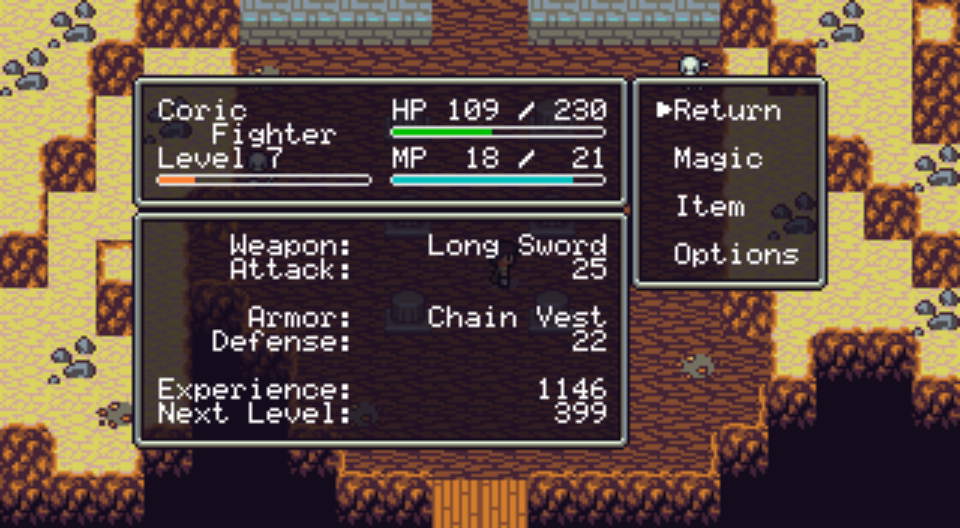 Coric
Fighter
Level 7
HP 109 / 230
MP 18 / 21
Return
Magic
Item
Options
Weapon: Long Sword
Attack: 25
Armor: Chain Vest
Defense: 22
Experience: 1146
Next Level: 399